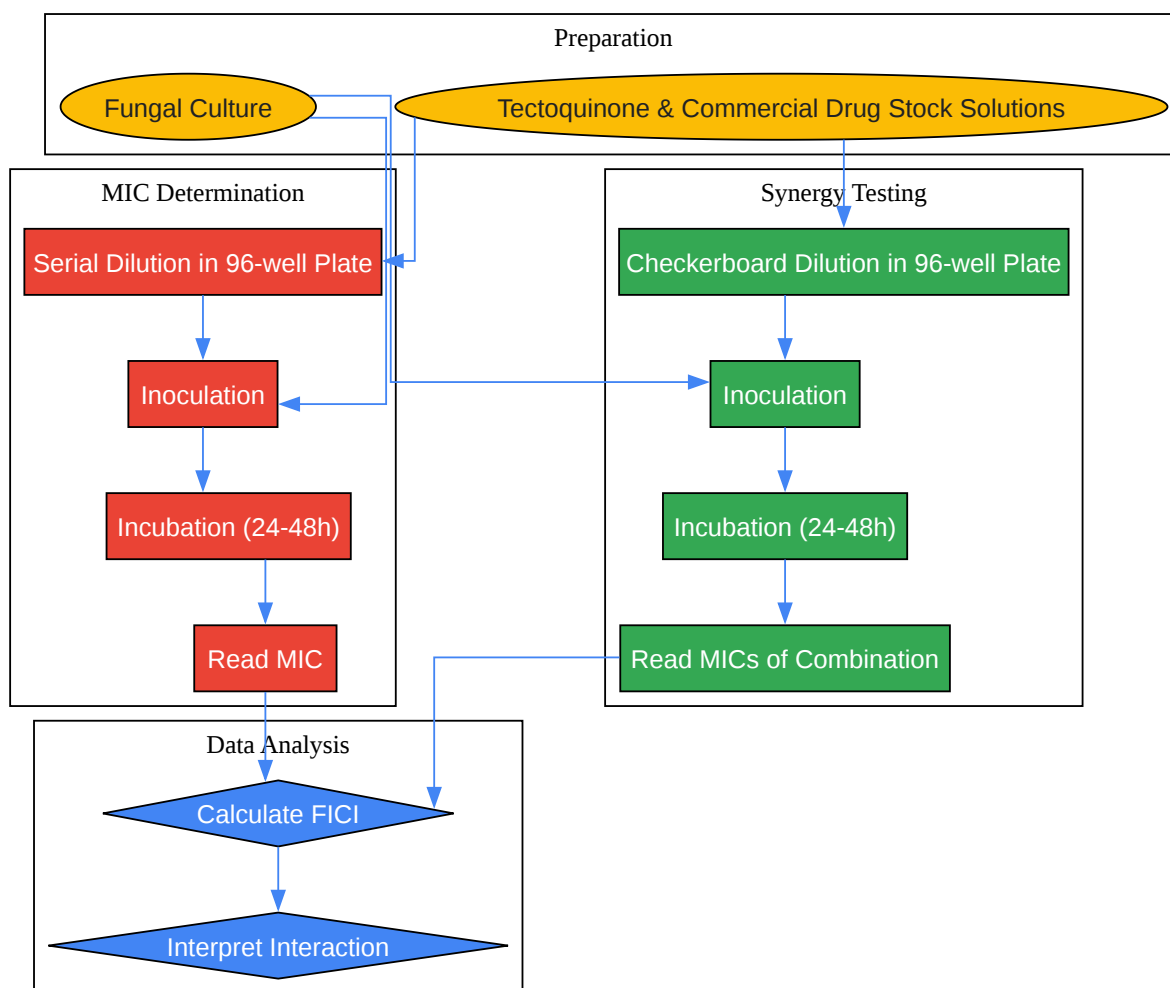 Preparation
Fungal Culture
Tectoquinone & Commercial Drug Stock Solutions
MIC Determination
Serial Dilution in 96-well Plate
Inoculation
Incubation (24-48h)
Read MIC
Synergy Testing
Checkerboard Dilution in 96-well Plate
Inoculation
Incubation (24-48h)
Read MICs of Combination
Data Analysis
Calculate FICI
Interpret Interaction